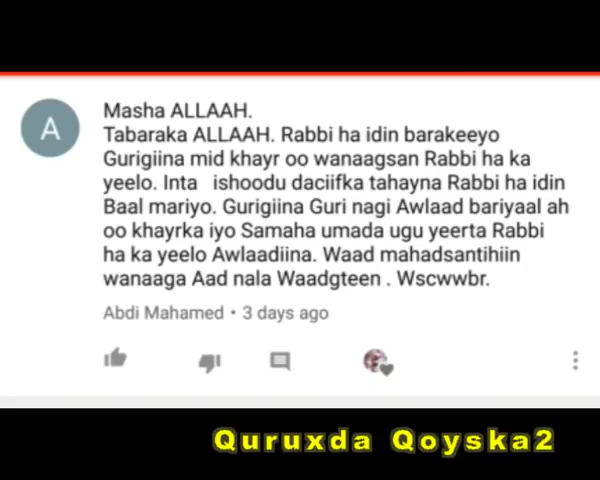 A
Masha ALLAAH.
Tabaraka ALLAAH. Rabbi ha idin barakeeyo
Gurigiina mid khayr oo wanaagsan Rabbi ha ka
yeelo. Inta ishoodu daciifka tahayna Rabbi ha idin
Baal mariyo. Gurigiina Guri nagi Awlaad bariyaal ah
oo khayrka iyo Samaha umada ugu yeerta Rabbi
ha ka yeelo Awlaadiina. Waad mahadsantihiin
wanaaga Aad nala Waadgteen . Wscwwbr.
Abdi Mahamed • 3 days ago
Quruxda Qoyska2